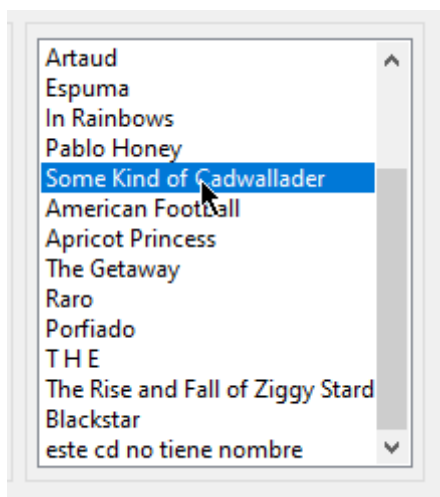 Artaud
Espuma
In Rainbows
Pablo Honey
Some Kind of Cadwallader
American Football
Apricot Princess
The Getaway
Raro
Porfiado
T H E
The Rise and Fall of Ziggy Stard
Blackstar
este cd no tiene nombre